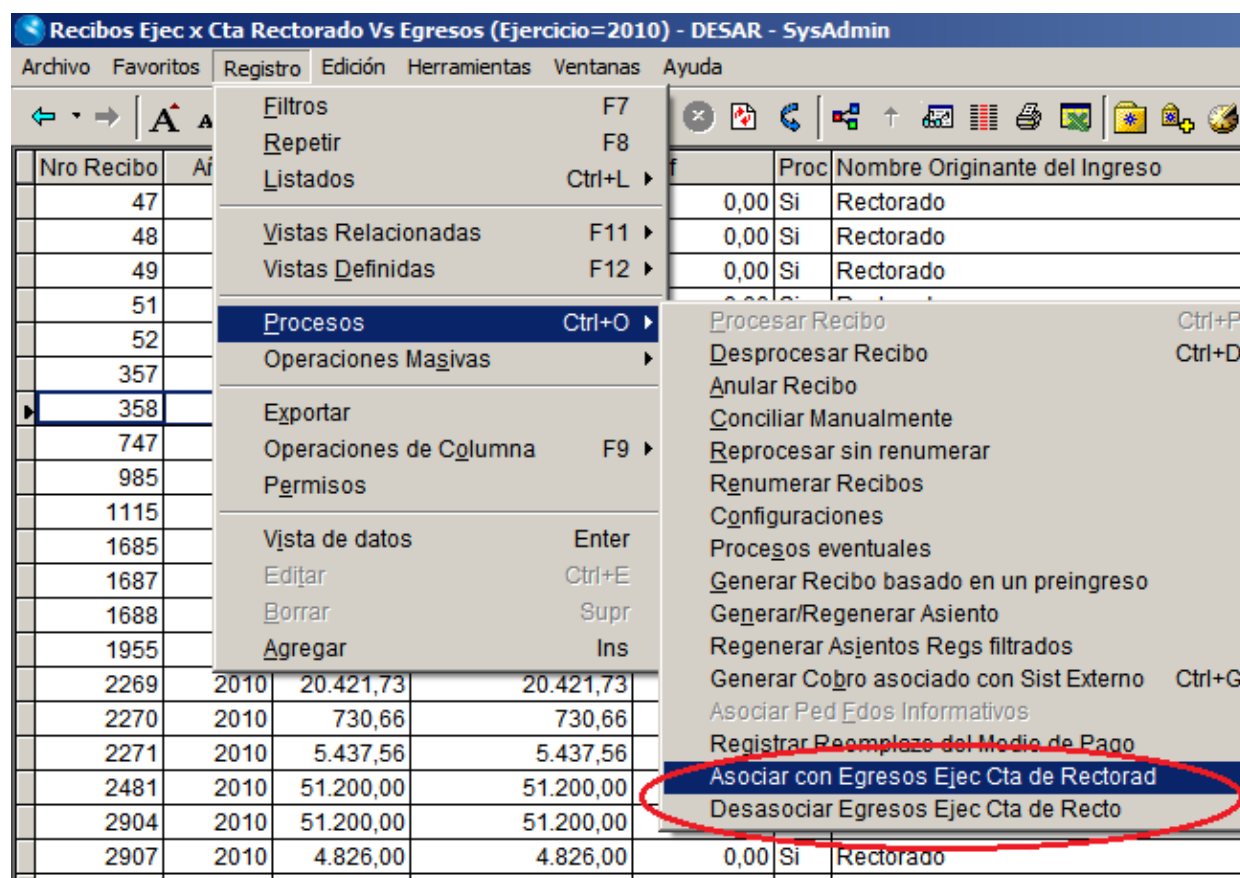 Recibos Ejec x Cta Rectorado Vs Egresos (Ejercicio=2010) - DESAR - SysAdmin
Archivo Favoritos Registro Edición Herramientas Ventanas Ayuda
Nro Recibo Proc Nombre Originante del Ingreso
47 0,00 Si Rectorado
48 0,00 Si Rectorado
49 0,00 Si Rectorado
51
52
357
358
747
985
1115
1685
1687
1688
1955
2269 2010 20.421,73 20.421,73
2270 2010 730,66 730,66
2271 2010 5.437,56 5.437,56
2481 2010 51.200,00 51.200,00
2904 2010 51.200,00 51.200,00
2907 2010 4.826,00 4.826,00 0,00 Si Rectorado
Filtros F7
Repetir F8
Listados Ctrl+L
Vistas Relacionadas F11
Vistas Definidas F12
Procesos Ctrl+O
Operaciones Masivas
Exportar
Operaciones de Columna F9
Permisos
Vista de datos Enter
Editar Ctrl+E
Borrar Supr
Agregar Ins
Procesar Recibo Ctrl+P
Desprocesar Recibo Ctrl+D
Anular Recibo
Conciliar Manualmente
Reprocesar sin renumerar
Renumerar Recibos
Configuraciones
Procesos eventuales
Generar Recibo basado en un preingreso
Generar/Regenerar Asiento
Regenerar Asientos Regs filtrados
Generar Cobro asociado con Sist Externo Ctrl+G
Asociar Ped Fdos Informativos
Registrar Reemplazo del Medio de Pago
Asociar con Egresos Ejec Cta de Rectorad
Desasociar Egresos Ejec Cta de Recto